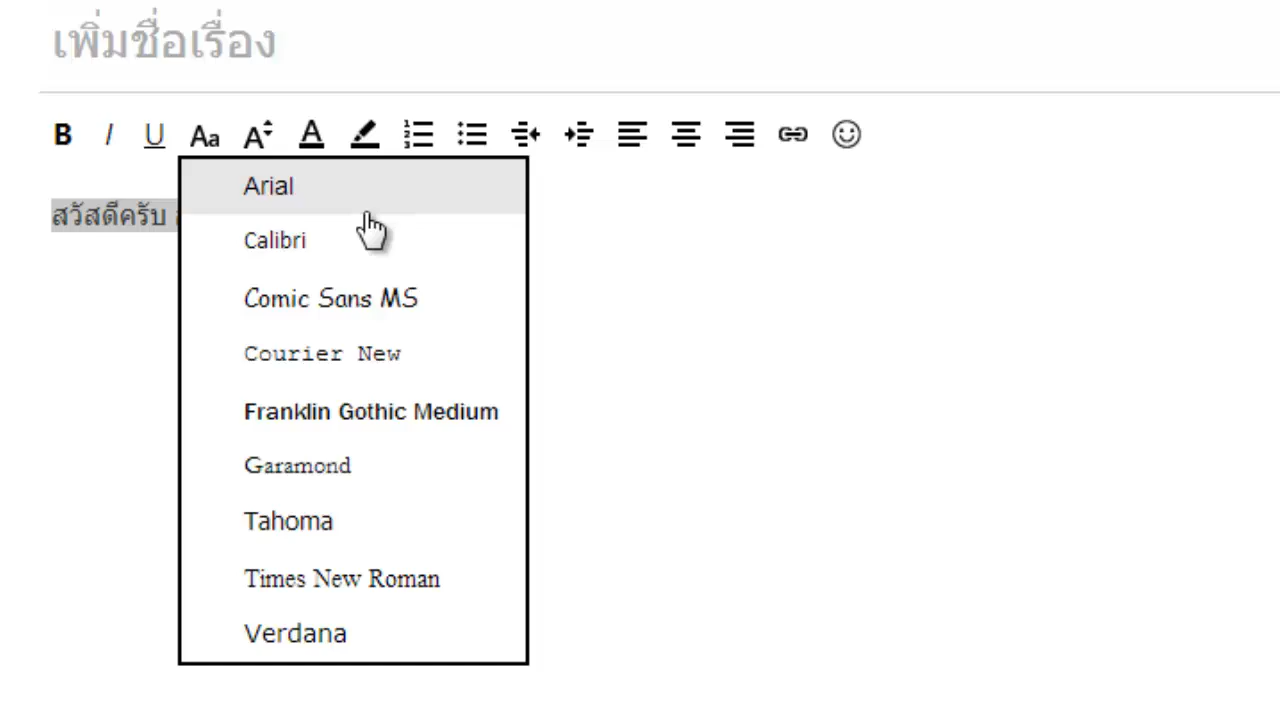 เพิ่มชื่อเรื่อง
B I U Aa A A
สวัสดีครับ
Arial
Calibri
Comic Sans MS
Courier New
Franklin Gothic Medium
Garamond
Tahoma
Times New Roman
Verdana